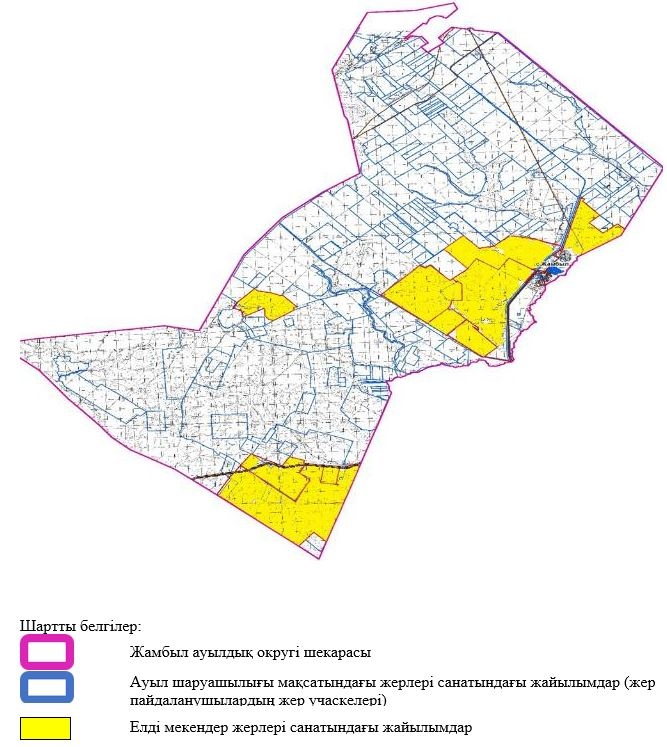 с.Жамбыл
Шартты белгілер:
Жамбыл ауылдық округі шекарасы
Ауыл шаруашылығы мақсатындағы жерлері санатындағы жайылымдар (жер
пайдаланушылардың жер учаскелері)
Елді мекендер жерлері санатындағы жайылымдар